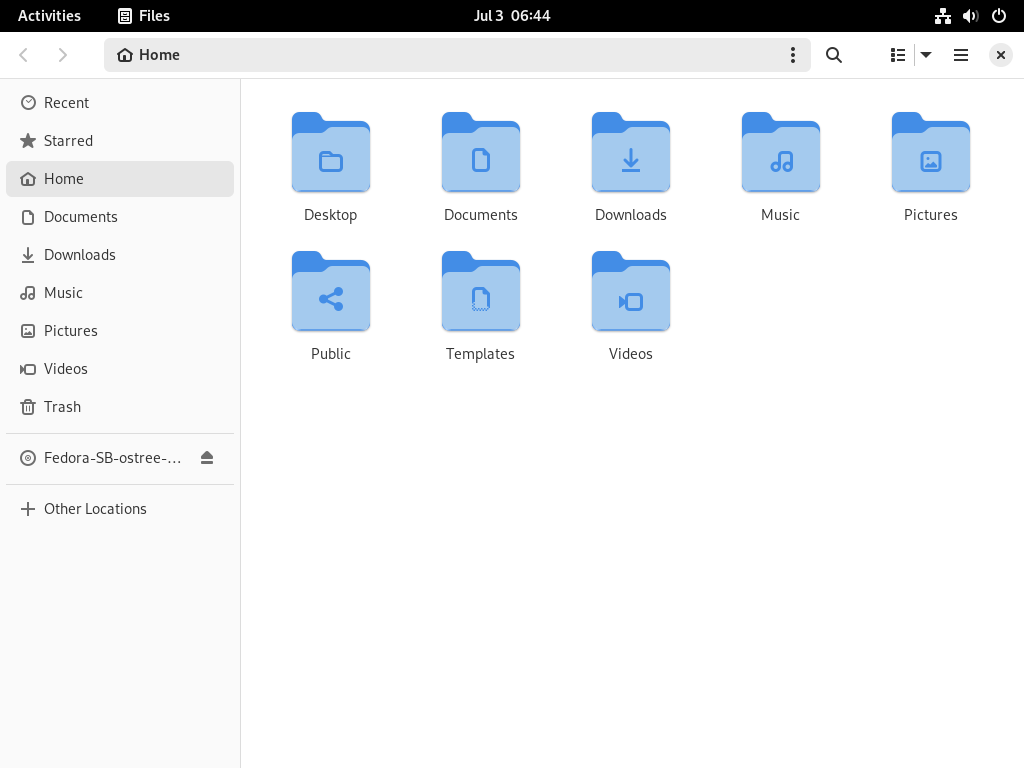 Activities Files Jul 3 06:44
Home
Recent
Starred
Home
Documents
Downloads
Music
Pictures
Videos
Trash
Fedora-SB-ostree-…
Other Locations
Desktop Documents Downloads Music Pictures
Public Templates Videos